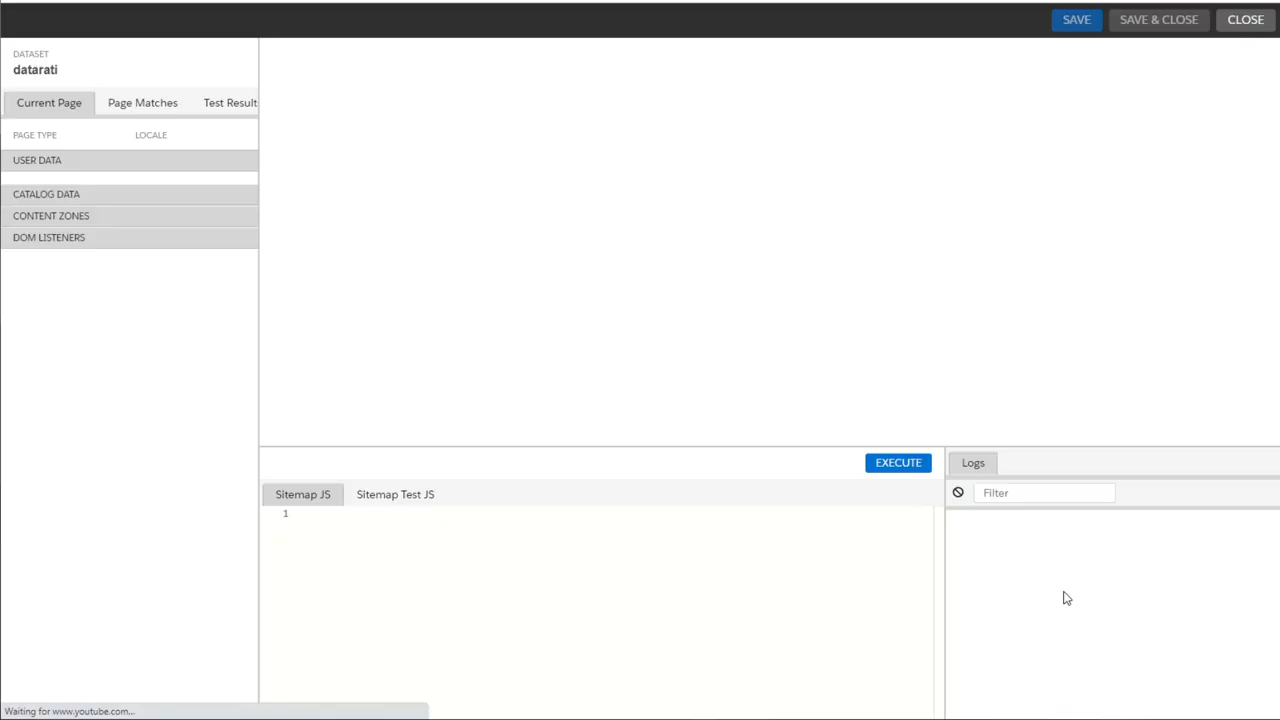 SAVE
SAVE & CLOSE
CLOSE
DATASET
datarati
Current Page
Page Matches
Test Result
PAGE TYPE
LOCALE
USER DATA
CATALOG DATA
CONTENT ZONES
DOM LISTENERS
EXECUTE
Logs
Sitemap JS
Sitemap Test JS
Filter
1
Waiting for www.youtube.com...